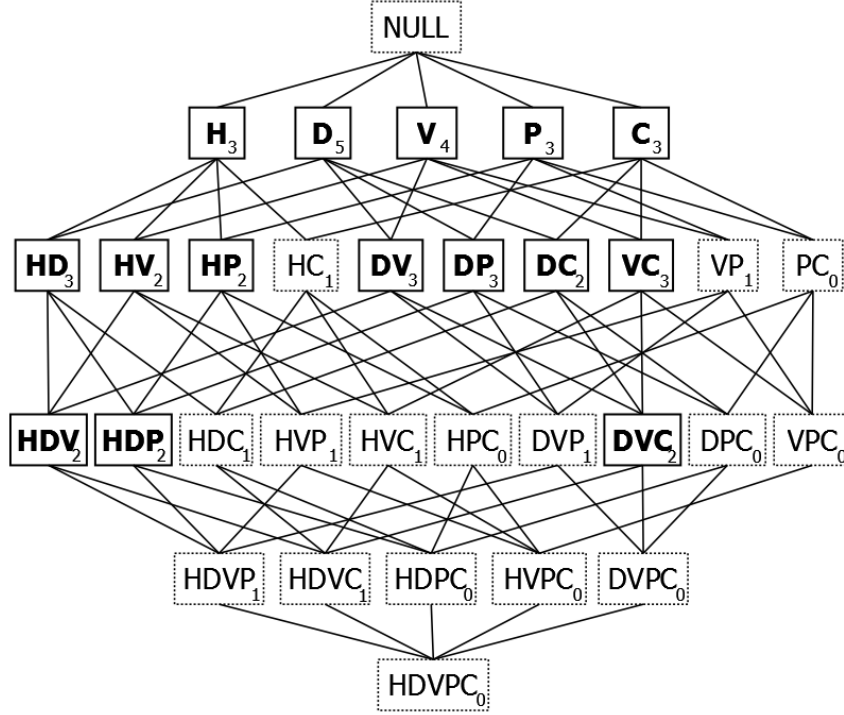 NULL
H3 D5 V4 P3 C3
HD3 HV2 HP2 HC1 DV3 DP3 DC2 VC3 VP1 PC0
HDV2 HDP2 HDC1 HVP1 HVC1 HPC0 DVP1 DVC2 DPC0 VPC0
HDVP1 HDVC1 HDPC0 HVPC0 DVPC0
HDVPC0